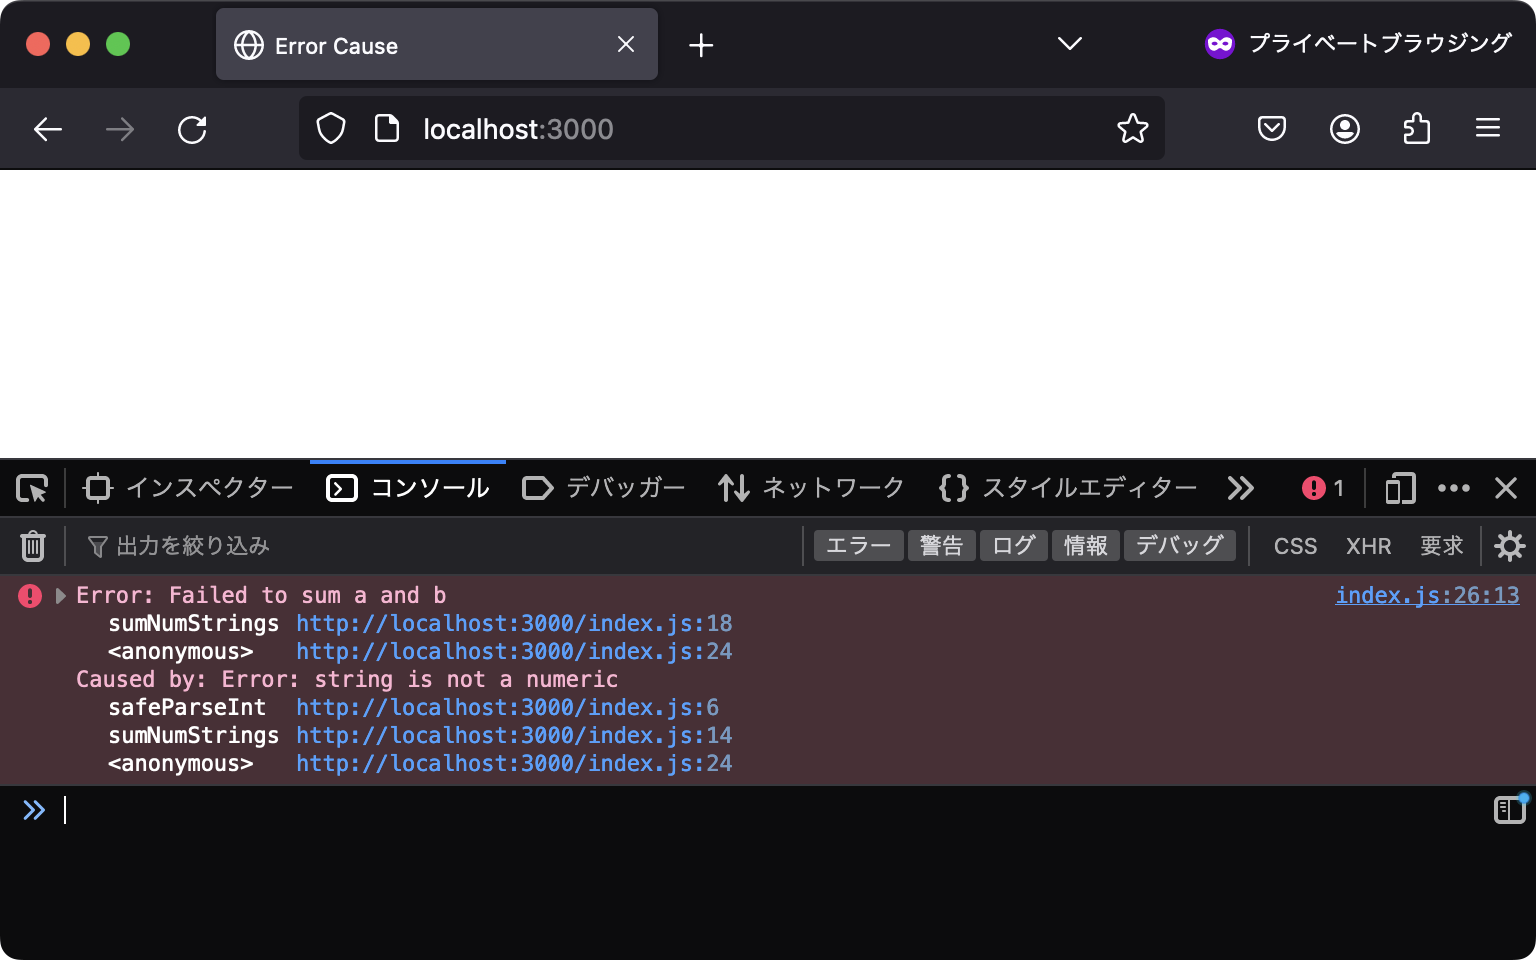 Error Cause
プライベートブラウジング
localhost:3000
インスペクター コンソール デバッガー ネットワーク スタイルエディター 1
出力を絞り込み エラー 警告 ログ 情報 デバッグ CSS XHR 要求
Error: Failed to sum a and b index.js:26:13
sumNumStrings http://localhost:3000/index.js:18
<anonymous> http://localhost:3000/index.js:24
Caused by: Error: string is not a numeric
safeParseInt http://localhost:3000/index.js:6
sumNumStrings http://localhost:3000/index.js:14
<anonymous> http://localhost:3000/index.js:24